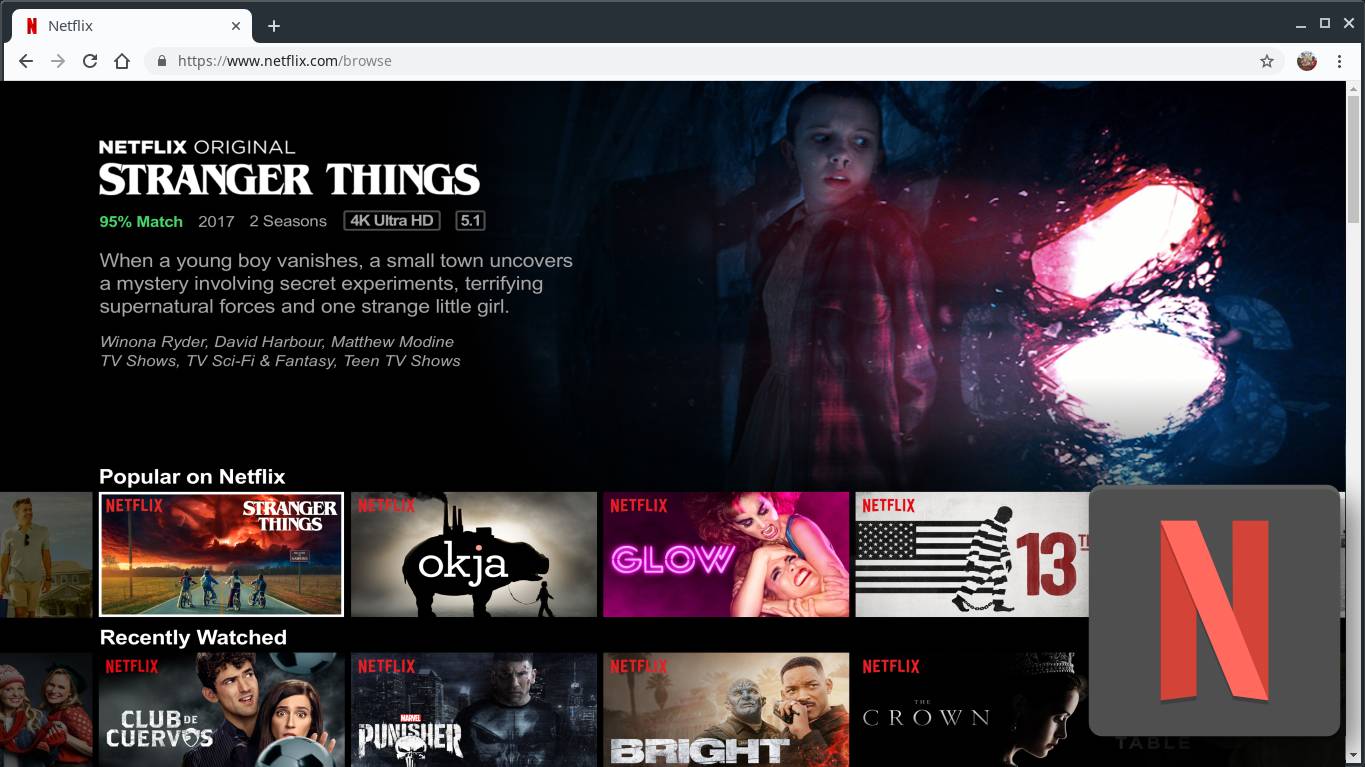 Netflix
https://www.netflix.com/browse
NETFLIX ORIGINAL
STRANGER THINGS
95% Match 2017 2 Seasons 4K Ultra HD 5.1
When a young boy vanishes, a small town uncovers
a mystery involving secret experiments, terrifying
supernatural forces and one strange little girl.
Winona Ryder, David Harbour, Matthew Modine
TV Shows, TV Sci-Fi & Fantasy, Teen TV Shows
Popular on Netflix
NETFLIX
STRANGER
THINGS
NETFLIX
okja
NETFLIX
GLOW
NETFLIX
13TH
N
Recently Watched
NETFLIX
CLUB DE
CUERVOS
NETFLIX
MARVEL
PUNISHER
NETFLIX
BRIGHT
NETFLIX
THE
CROWN
TABLE